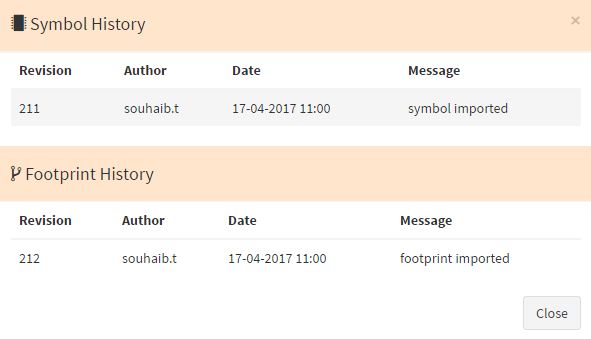 Symbol History ×
Revision Author Date Message
211 souhaib.t 17-04-2017 11:00 symbol imported
Footprint History
Revision Author Date Message
212 souhaib.t 17-04-2017 11:00 footprint imported
Close